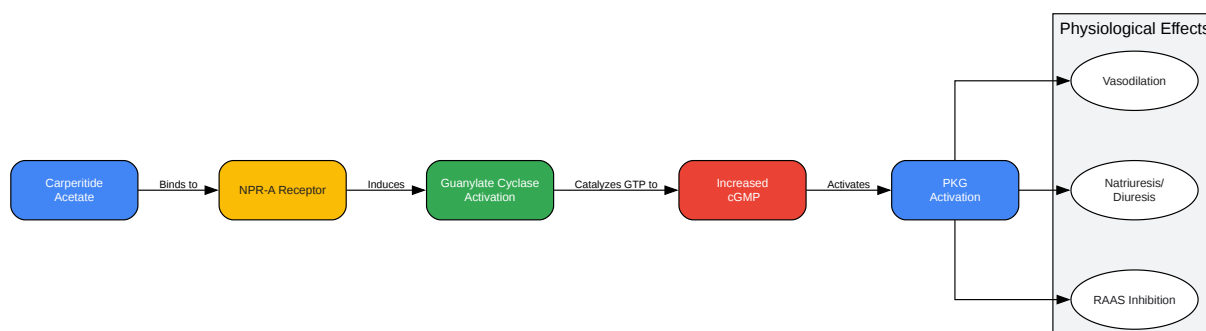 Physiological Effects
Vasodilation
Carperitide
Acetate
Binds to
NPR-A Receptor
Induces
Guanylate Cyclase
Activation
Catalyzes GTP to
Increased
cGMP
Activates
PKG
Activation
Natriuresis/
Diuresis
RAAS Inhibition